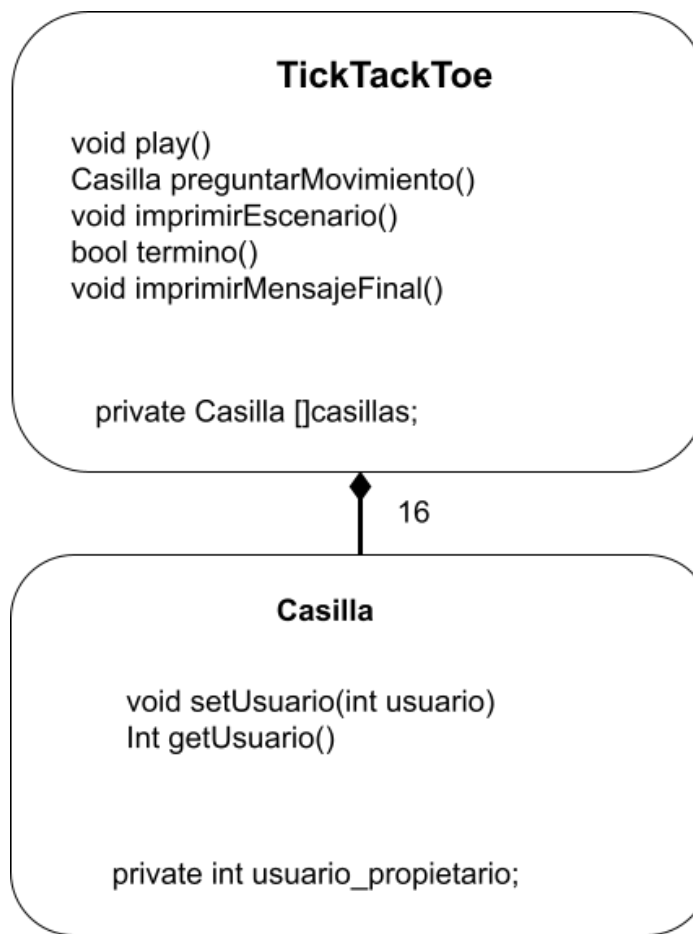 TickTackToe
void play()
Casilla preguntarMovimiento()
void imprimirEscenario()
bool termino()
void imprimirMensajeFinal()
private Casilla []casillas;
16
Casilla
void setUsuario(int usuario)
Int getUsuario()
private int usuario_propietario;